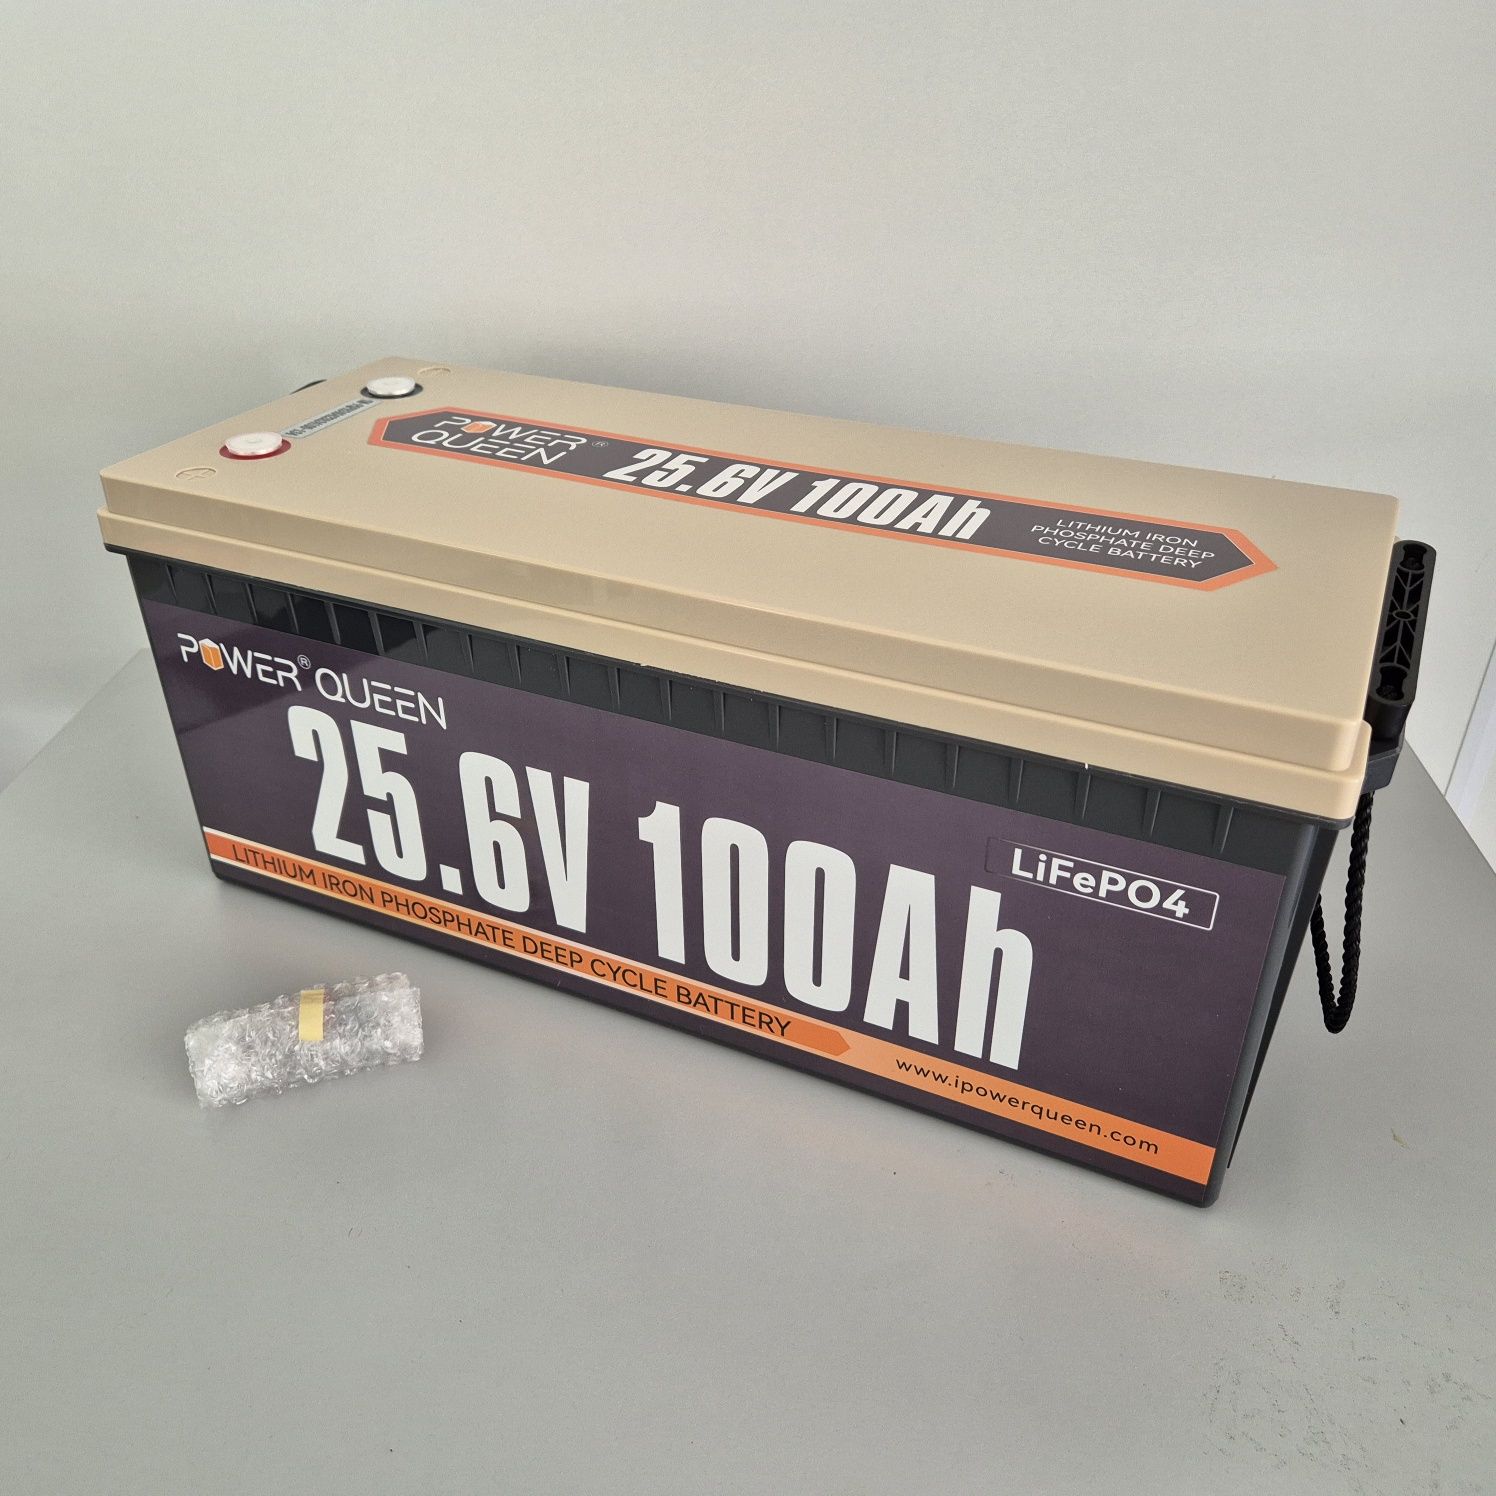 POWER
QUEEN®
25.6V 100Ah
LITHIUM IRON
PHOSPHATE DEEP
CYCLE BATTERY
POWER® QUEEN
25.6V 100Ah
LiFePO4
LITHIUM IRON PHOSPHATE DEEP CYCLE BATTERY
www.ipowerqueen.com